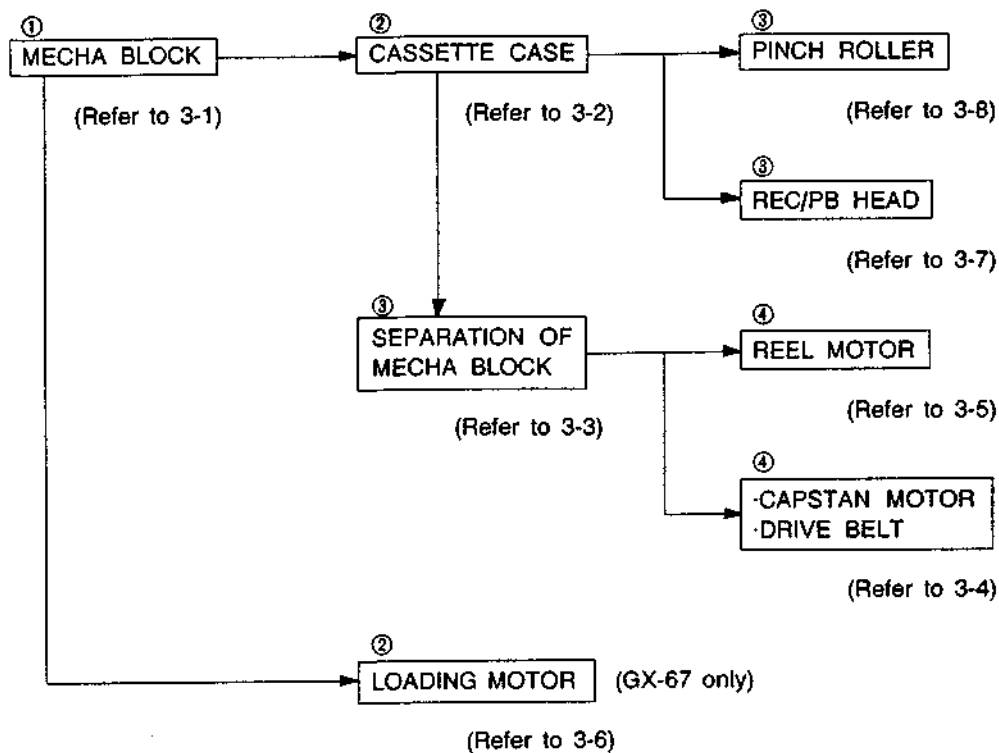 ① ② ③
MECHA BLOCK CASSETTE CASE PINCH ROLLER
(Refer to 3-1) (Refer to 3-2) (Refer to 3-8)
③
REC/PB HEAD
(Refer to 3-7)
③ ④
SEPARATION OF
MECHA BLOCK
REEL MOTOR
(Refer to 3-3) (Refer to 3-5)
④
·CAPSTAN MOTOR
·DRIVE BELT
(Refer to 3-4)
②
LOADING MOTOR (GX-67 only)
(Refer to 3-6)